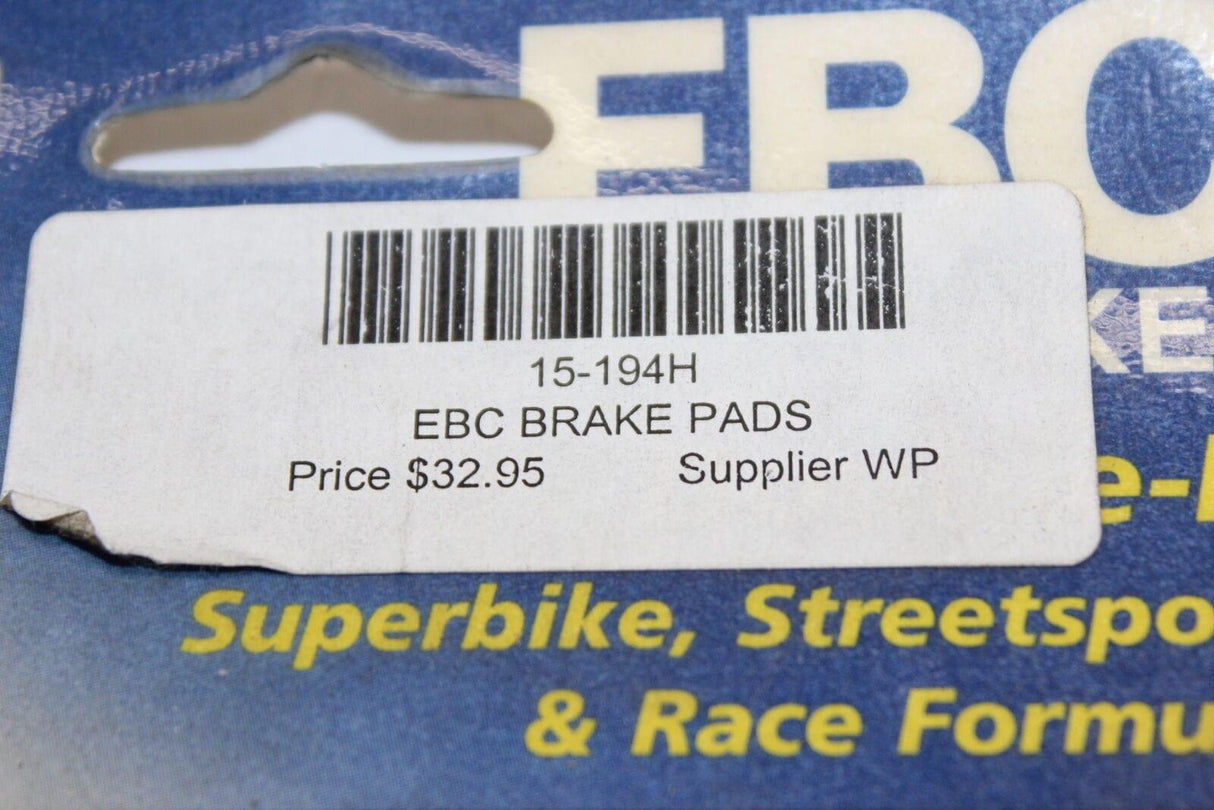 EBC
15-194H
EBC BRAKE PADS
Price $32.95 Supplier WP
Superbike, Streetspo
& Race Formu